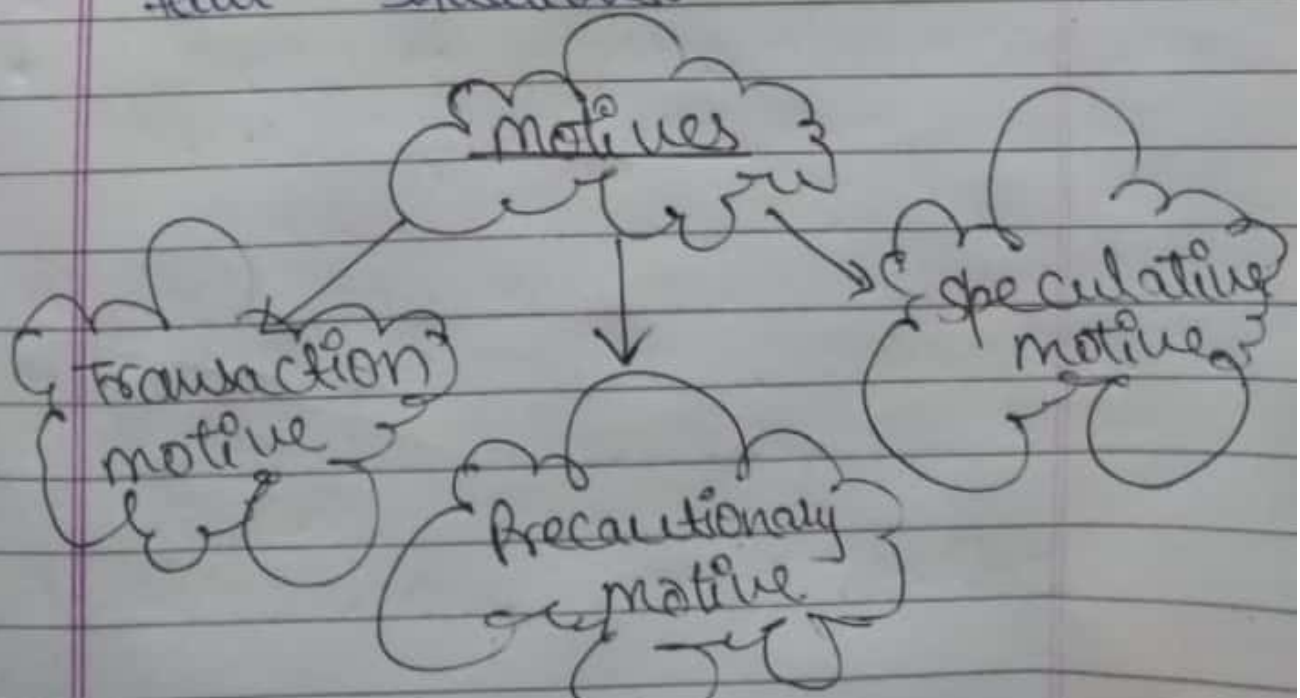 Motives
Transaction
motive
Speculative
motive
Precautionary
motive